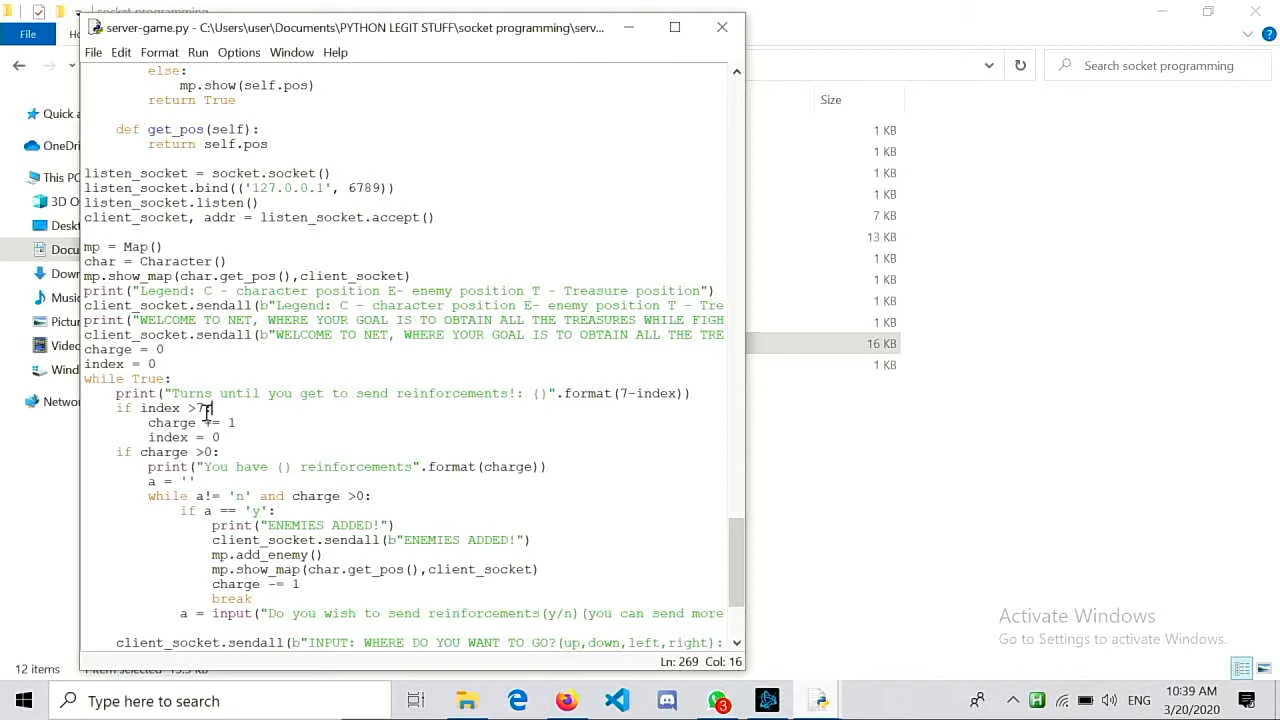 socket programming
server-game.py - C:\Users\user\Documents\PYTHON LEGIT STUFF\socket programming\serv...
File
File Edit Format Run Options Window Help
Search socket programming
Size
Quick a
OneDri
This PC
3D O
Deskt
Docu
Down
Music
Pictur
Video
Wind
Networ
else:
mp.show(self.pos)
return True
def get_pos(self):
return self.pos
listen_socket = socket.socket()
listen_socket.bind(('127.0.0.1', 6789))
listen_socket.listen()
client_socket, addr = listen_socket.accept()
mp = Map()
char = Character()
mp.show_map(char.get_pos(),client_socket)
print("Legend: C - character position E- enemy position T - Treasure position")
client_socket.sendall(b"Legend: C - character position E- enemy position T - Tre
print("WELCOME TO NET, WHERE YOUR GOAL IS TO OBTAIN ALL THE TREASURES WHILE FIGH
client_socket.sendall(b"WELCOME TO NET, WHERE YOUR GOAL IS TO OBTAIN ALL THE TRE
charge = 0
index = 0
while True:
print("Turns until you get to send reinforcements!: {}".format(7-index))
if index >7:
charge += 1
index = 0
if charge >0:
print("You have {} reinforcements".format(charge))
a = ''
while a!= 'n' and charge >0:
if a == 'y':
print("ENEMIES ADDED!")
client_socket.sendall(b"ENEMIES ADDED!")
mp.add_enemy()
mp.show_map(char.get_pos(),client_socket)
charge -= 1
break
a = input("Do you wish to send reinforcements(y/n)(you can send more
client_socket.sendall(b"INPUT: WHERE DO YOU WANT TO GO?(up,down,left,right):
Ln: 269 Col: 16
1 KB
1 KB
1 KB
1 KB
7 KB
13 KB
1 KB
1 KB
1 KB
1 KB
16 KB
1 KB
Activate Windows
Go to Settings to activate Windows.
12 items
Type here to search
3
ENG
10:39 AM
3/20/2020